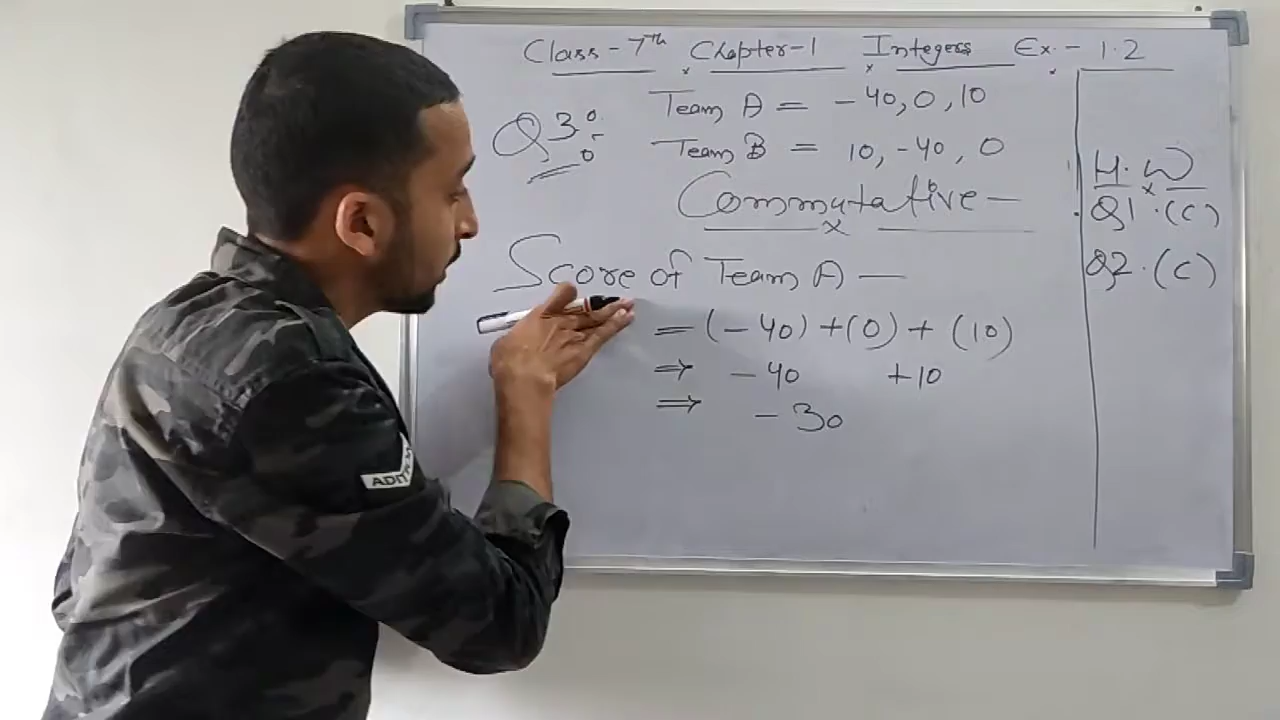 Class-7th Chapter-1 Integers Ex.-1.2
Q3:- Team A = -40, 0, 10
Team B = 10, -40, 0
Commutative-
Score of Team A-
= (-40) + (0) + (10)
⇒ -40 +10
⇒ -30
H.W
Q1.(c)
Q2.(c)